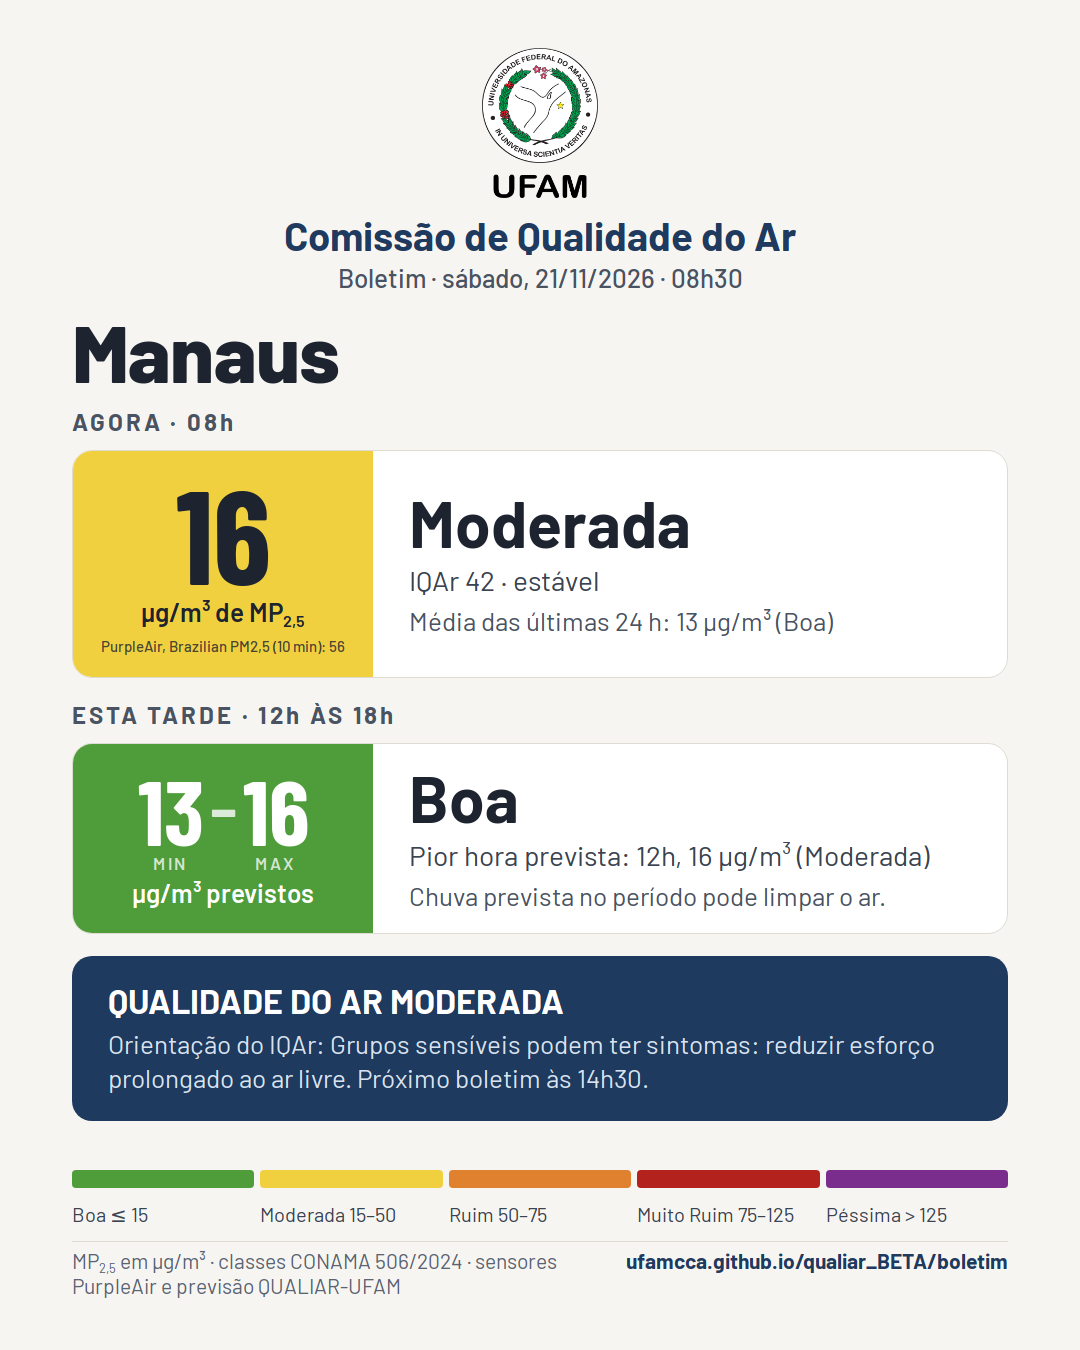 UNIVERSIDADE FEDERAL DO AMAZONAS
IN UNIVERSA SCIENTIA VERITAS
UFAM
Comissão de Qualidade do Ar
Boletim · sábado, 21/11/2026 · 08h30
Manaus
AGORA · 08h
16
µg/m³ de MP2,5
PurpleAir, Brazilian PM2,5 (10 min): 56
Moderada
IQAr 42 · estável
Média das últimas 24 h: 13 µg/m³ (Boa)
ESTA TARDE · 12h ÀS 18h
13 – 16
MIN MAX
µg/m³ previstos
Boa
Pior hora prevista: 12h, 16 µg/m³ (Moderada)
Chuva prevista no período pode limpar o ar.
QUALIDADE DO AR MODERADA
Orientação do IQAr: Grupos sensíveis podem ter sintomas: reduzir esforço
prolongado ao ar livre. Próximo boletim às 14h30.
Boa ≤ 15 Moderada 15–50 Ruim 50–75 Muito Ruim 75–125 Péssima > 125
MP2,5 em µg/m³ · classes CONAMA 506/2024 · sensores
PurpleAir e previsão QUALIAR-UFAM
ufamcca.github.io/qualiar_BETA/boletim